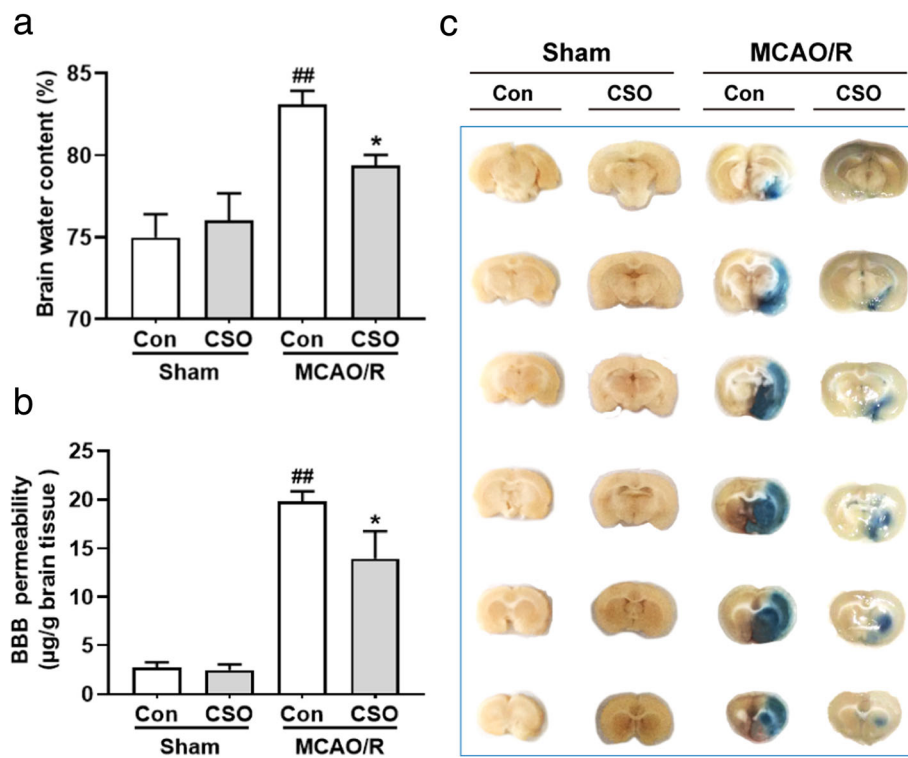 a
Brain water content (%)
85
80
75
70
##
*
Con CSO Con CSO
Sham MCAO/R
b
BBB permeability
(µg/g brain tissue )
25
20
15
10
5
0
##
*
Con CSO Con CSO
Sham MCAO/R
c
Sham MCAO/R
Con CSO Con CSO